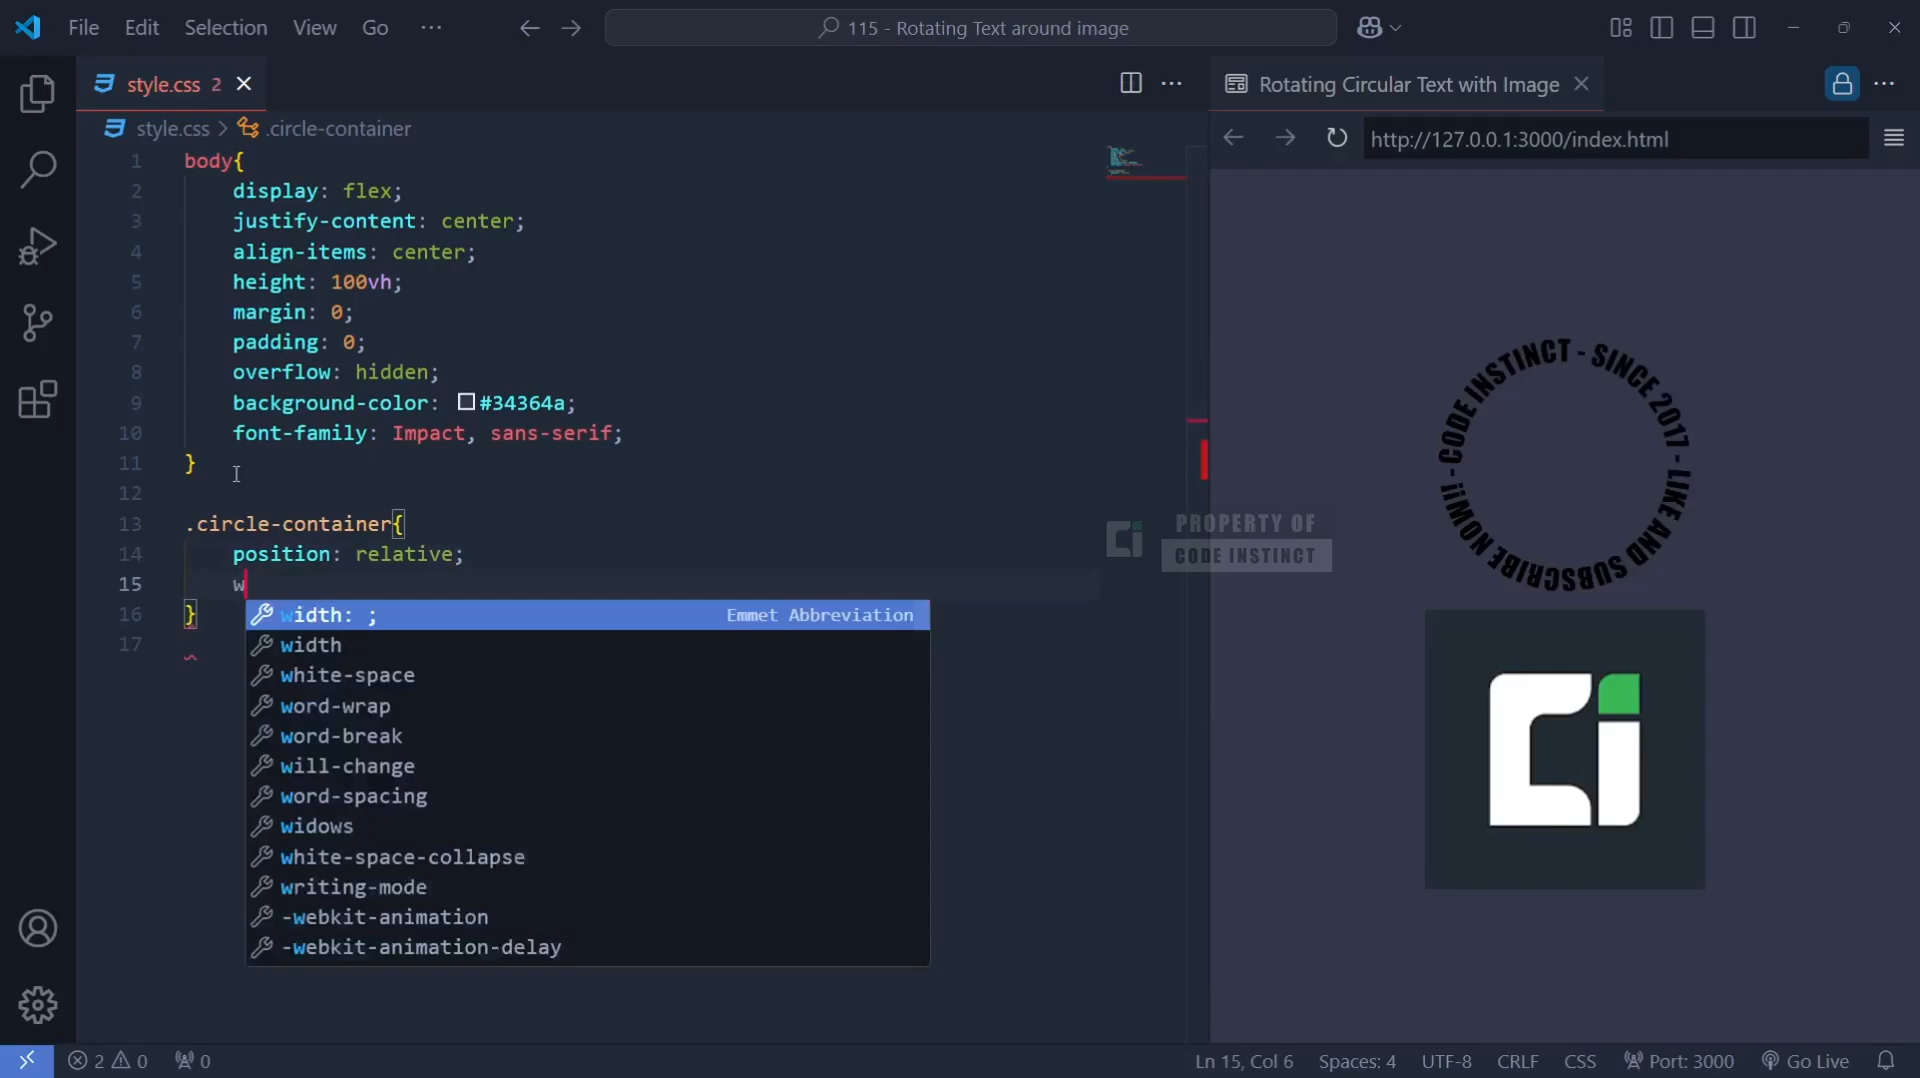 File Edit Selection View Go ··· 115 - Rotating Text around image
style.css 2
Rotating Circular Text with Image
style.css > .circle-container
http://127.0.0.1:3000/index.html
1 body{
2 display: flex;
3 justify-content: center;
4 align-items: center;
5 height: 100vh;
6 margin: 0;
7 padding: 0;
8 overflow: hidden;
9 background-color: #34364a;
10 font-family: Impact, sans-serif;
11 }
12
13 .circle-container{
14 position: relative;
15 w
16 }
17
width: ; Emmet Abbreviation
width
white-space
word-wrap
word-break
will-change
word-spacing
widows
white-space-collapse
writing-mode
-webkit-animation
-webkit-animation-delay
PROPERTY OF
CODE INSTINCT
- CODE INSTINCT - SINCE 2017 - LIKE AND SUBSCRIBE NOW!!
Ci
2 0 0 Ln 15, Col 6 Spaces: 4 UTF-8 CRLF CSS Port: 3000 Go Live